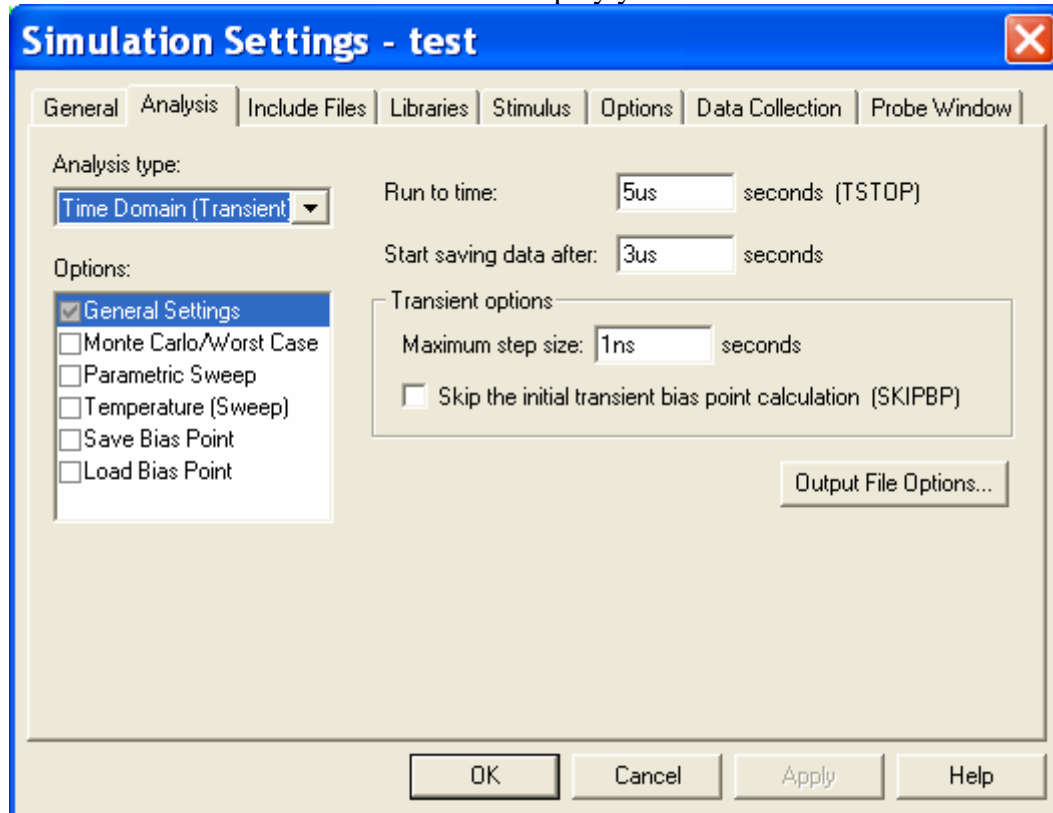 Simulation Settings - test
General Analysis Include Files Libraries Stimulus Options Data Collection Probe Window
Analysis type:
Time Domain (Transient)
Options:
General Settings
Monte Carlo/Worst Case
Parametric Sweep
Temperature (Sweep)
Save Bias Point
Load Bias Point
Run to time: 5us seconds (TSTOP)
Start saving data after: 3us seconds
Transient options
Maximum step size: 1ns seconds
Skip the initial transient bias point calculation (SKIPBP)
Output File Options...
OK Cancel Apply Help